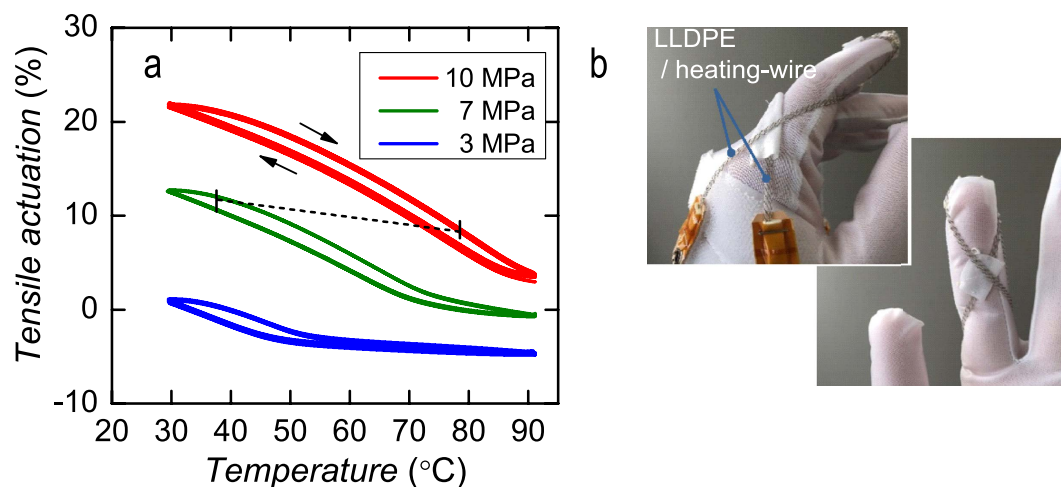 a
10 MPa
7 MPa
3 MPa
30
20
10
0
-10
Tensile actuation (%)
20 30 40 50 60 70 80 90
Temperature (°C)
b
LLDPE
/ heating-wire